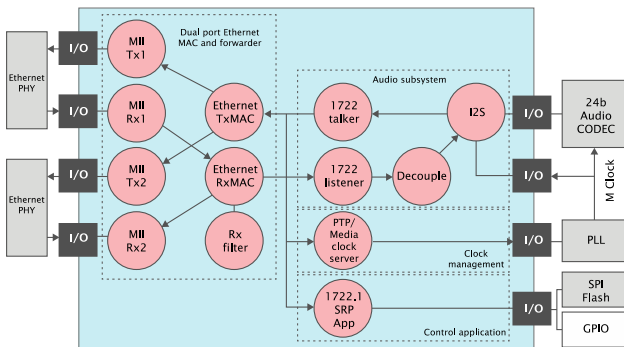 Dual port Ethernet
MAC and forwarder
Ethernet
PHY
I/O
MII
Tx1
I/O
MII
Rx1
Ethernet
TxMAC
Ethernet
PHY
I/O
MII
Tx2
Ethernet
RxMAC
I/O
MII
Rx2
Rx
filter
Audio subsystem
1722
talker
I2S
I/O
24b
Audio
CODEC
1722
listener
Decouple
I/O
M Clock
PTP/
Media
clock
server
Clock
management
I/O
PLL
1722.1
SRP
App
Control application
I/O
SPI
Flash
GPIO